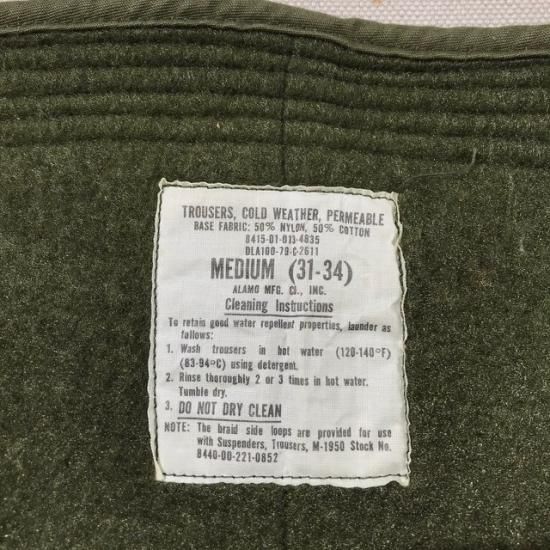 TROUSERS, COLD WEATHER, PERMEABLE
BASE FABRIC: 50% NYLON, 50% COTTON
8415-01-013-4835
DLA100-79-C-2611
MEDIUM (31-34)
ALAMO MFG. CO., INC.
Cleaning Instructions
To retain good water repellent properties, launder as
follows:
1. Wash trousers in hot water (120-140°F)
(83-94°C) using detergent.
2. Rinse thoroughly 2 or 3 times in hot water.
Tumble dry.
3. DO NOT DRY CLEAN
NOTE: The braid side loops are provided for use
with Suspenders, Trousers, M-1950 Stock No.
8440-00-221-0852